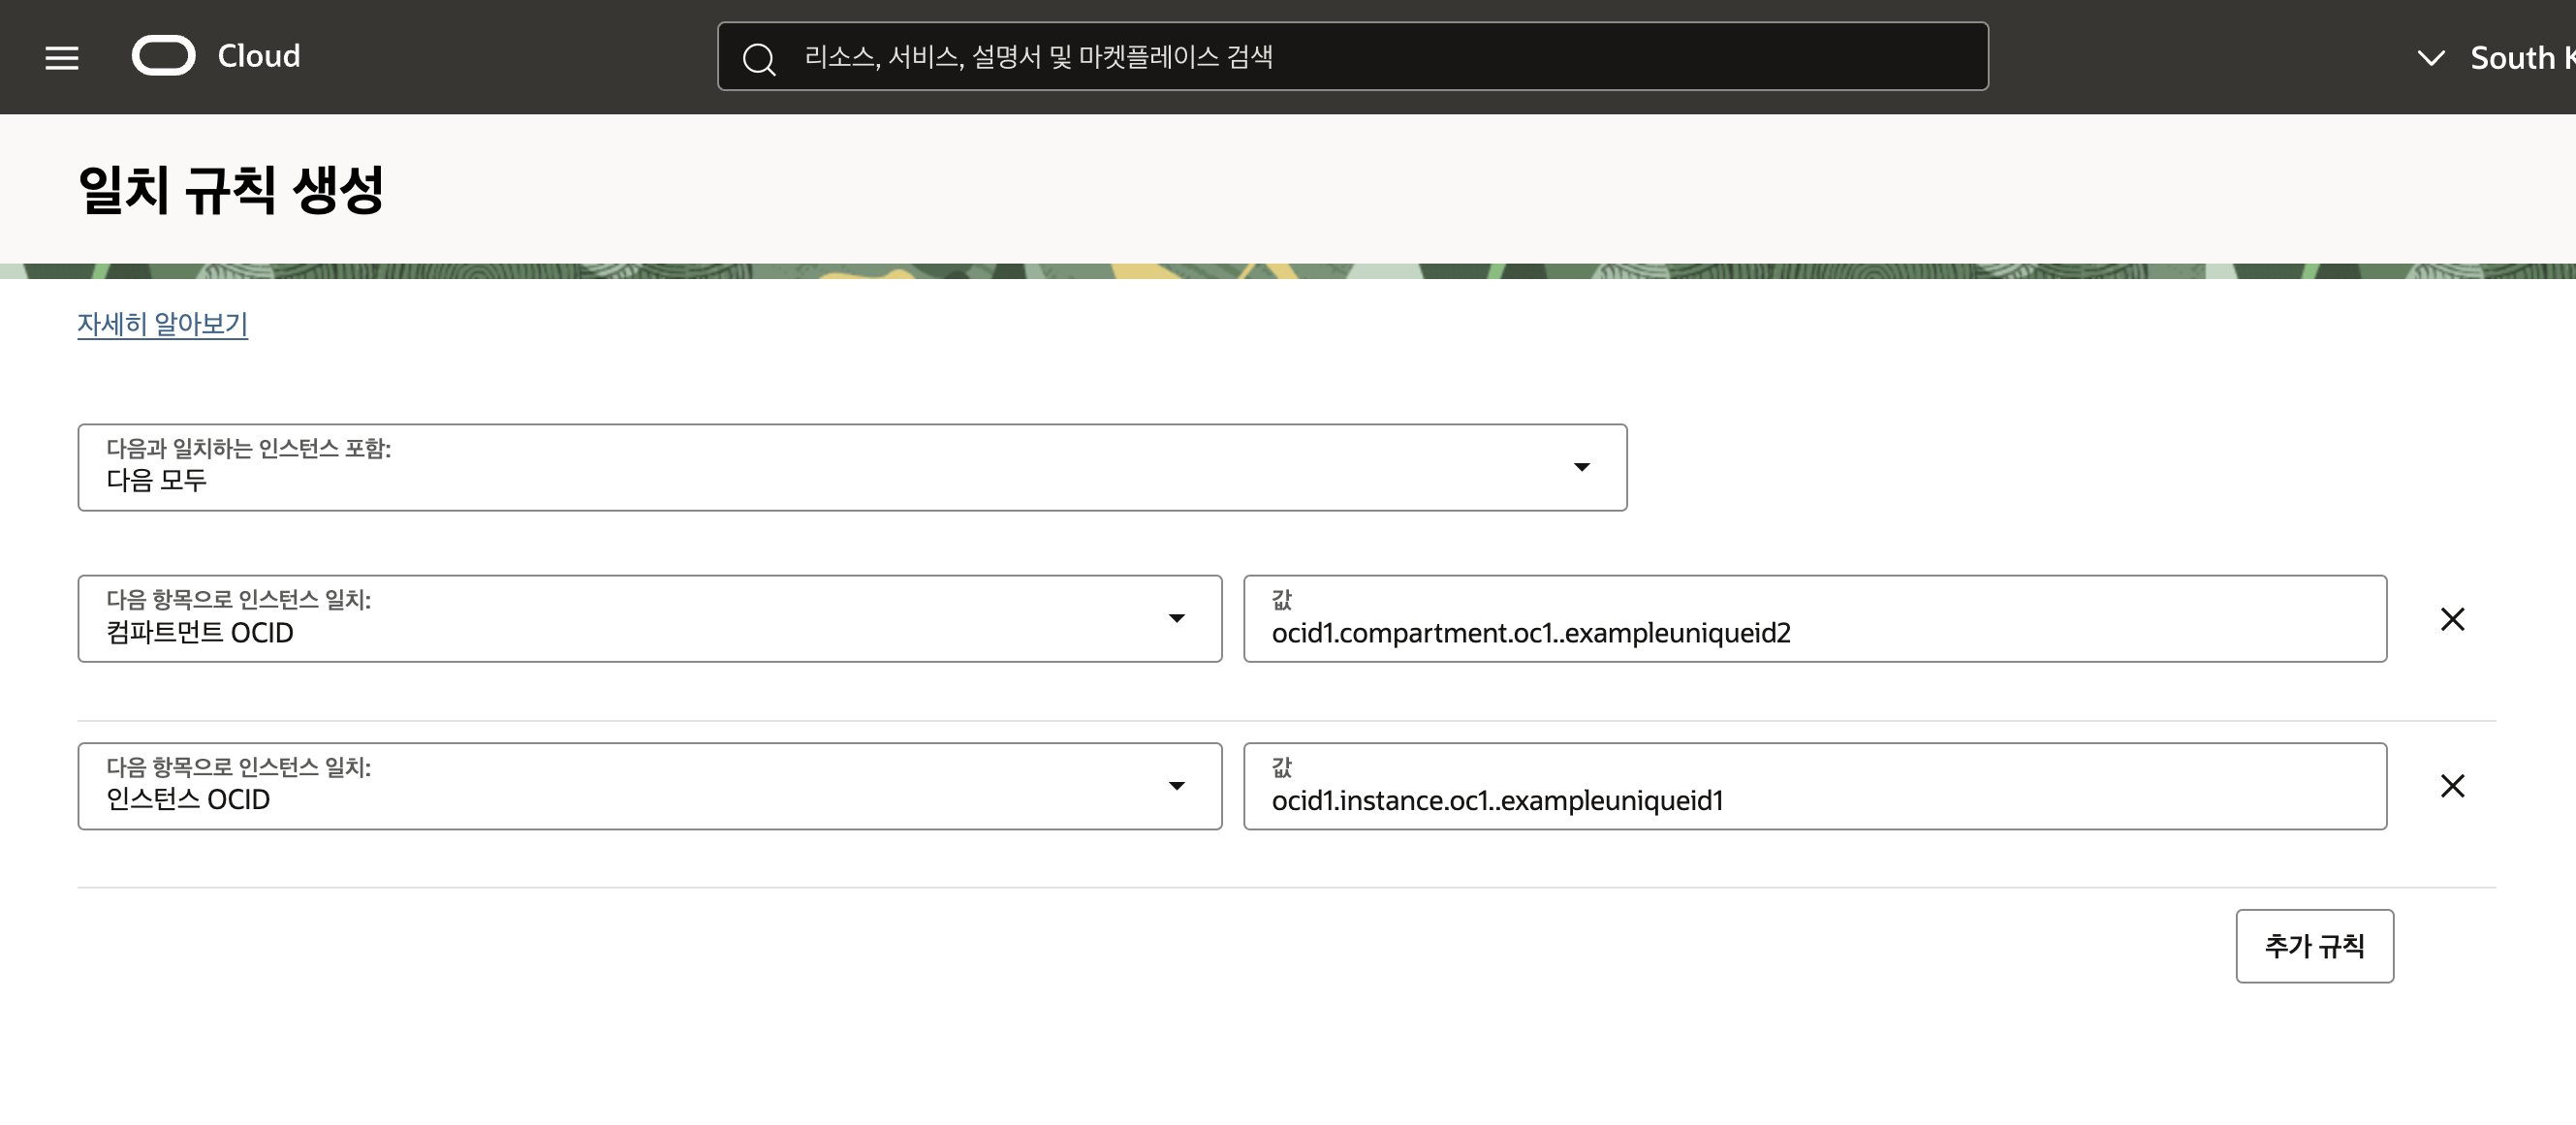 Cloud
리소스, 서비스, 설명서 및 마켓플레이스 검색
South K
일치 규칙 생성
자세히 알아보기
다음과 일치하는 인스턴스 포함:
다음 모두
다음 항목으로 인스턴스 일치:
컴파트먼트 OCID
값
ocid1.compartment.oc1..exampleuniqueid2
다음 항목으로 인스턴스 일치:
인스턴스 OCID
값
ocid1.instance.oc1..exampleuniqueid1
추가 규칙